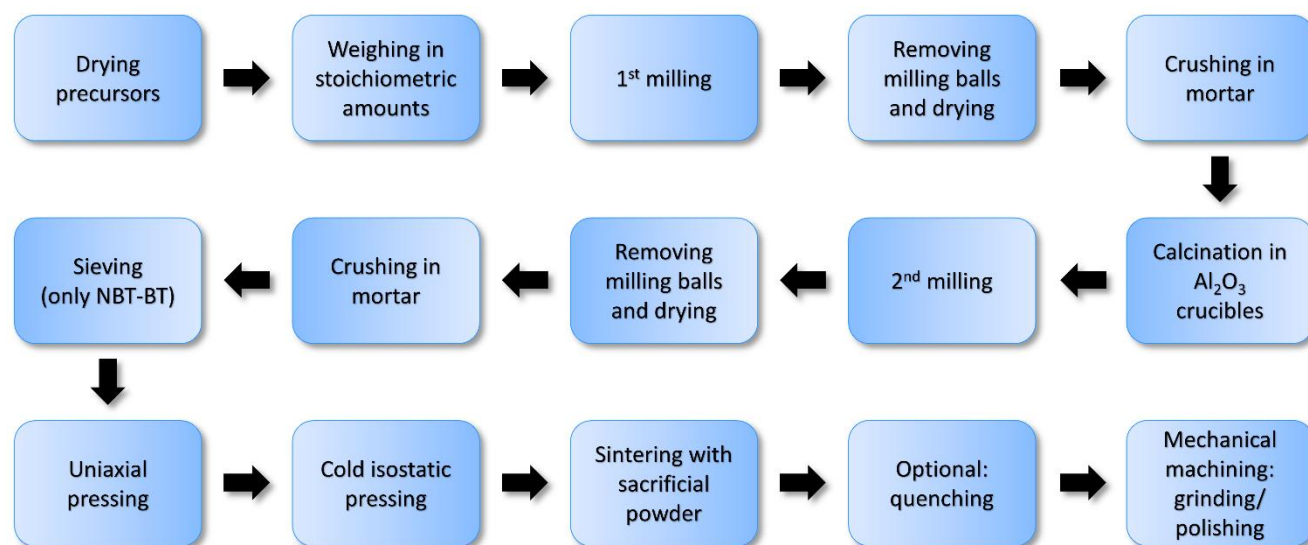 Drying
precursors
Weighing in
stoichiometric
amounts
1st milling
Removing
milling balls
and drying
Crushing in
mortar
Calcination in
Al₂O₃
crucibles
2nd milling
Removing
milling balls
and drying
Crushing in
mortar
Sieving
(only NBT-BT)
Uniaxial
pressing
Cold isostatic
pressing
Sintering with
sacrificial
powder
Optional:
quenching
Mechanical
machining:
grinding/
polishing